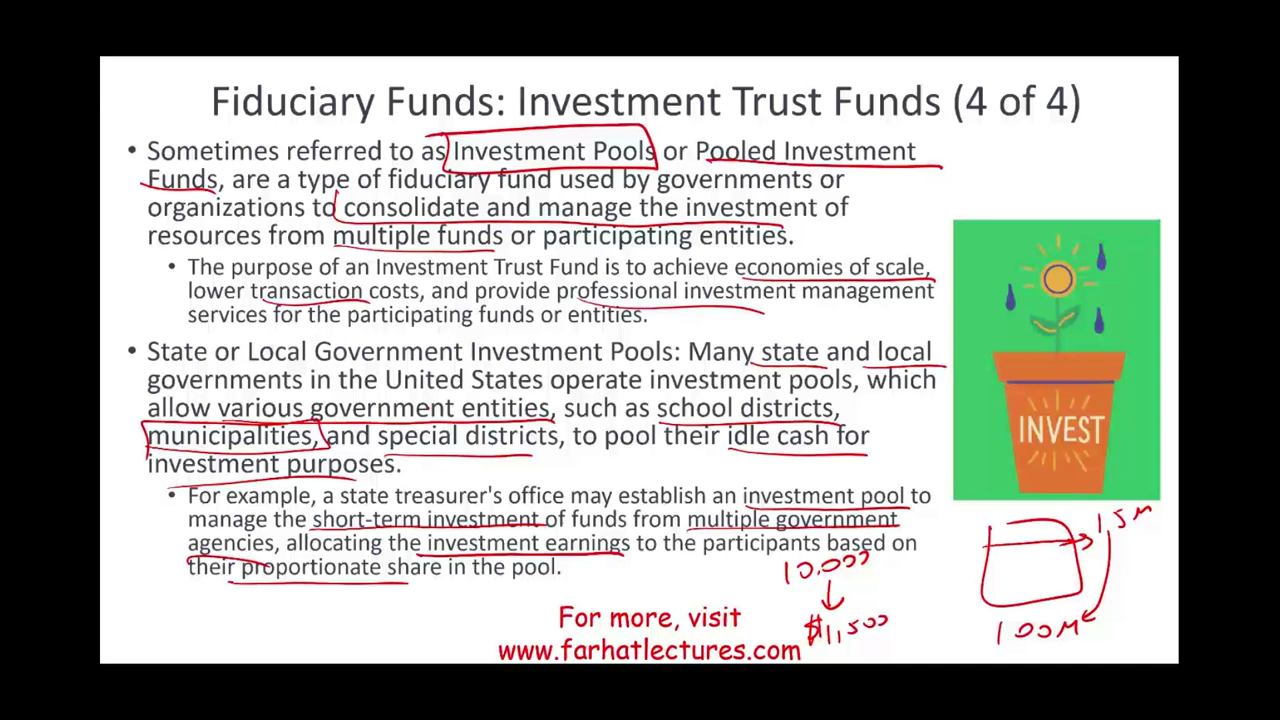 Fiduciary Funds: Investment Trust Funds (4 of 4)
• Sometimes referred to as Investment Pools or Pooled Investment
Funds, are a type of fiduciary fund used by governments or
organizations to consolidate and manage the investment of
resources from multiple funds or participating entities.
• The purpose of an Investment Trust Fund is to achieve economies of scale,
lower transaction costs, and provide professional investment management
services for the participating funds or entities.
• State or Local Government Investment Pools: Many state and local
governments in the United States operate investment pools, which
allow various government entities, such as school districts,
municipalities, and special districts, to pool their idle cash for
investment purposes.
• For example, a state treasurer's office may establish an investment pool to
manage the short-term investment of funds from multiple government
agencies, allocating the investment earnings to the participants based on
their proportionate share in the pool.
INVEST
1,5M
100M
10,000
$11,500
For more, visit
www.farhatlectures.com